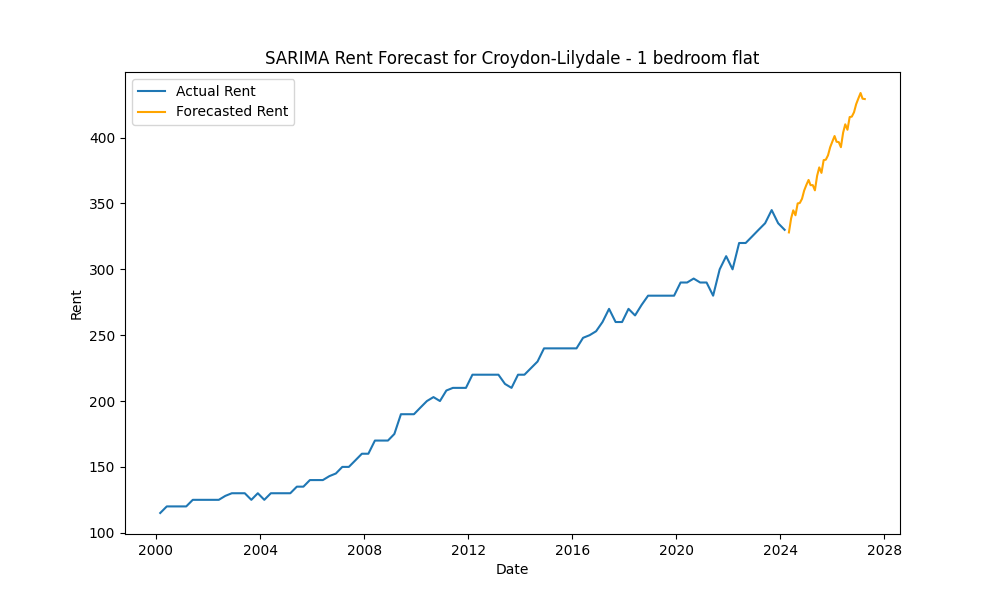 SARIMA Rent Forecast for Croydon-Lilydale - 1 bedroom flat
Actual Rent
Forecasted Rent
400
350
300
250
200
150
100
Rent
2000 2004 2008 2012 2016 2020 2024 2028
Date